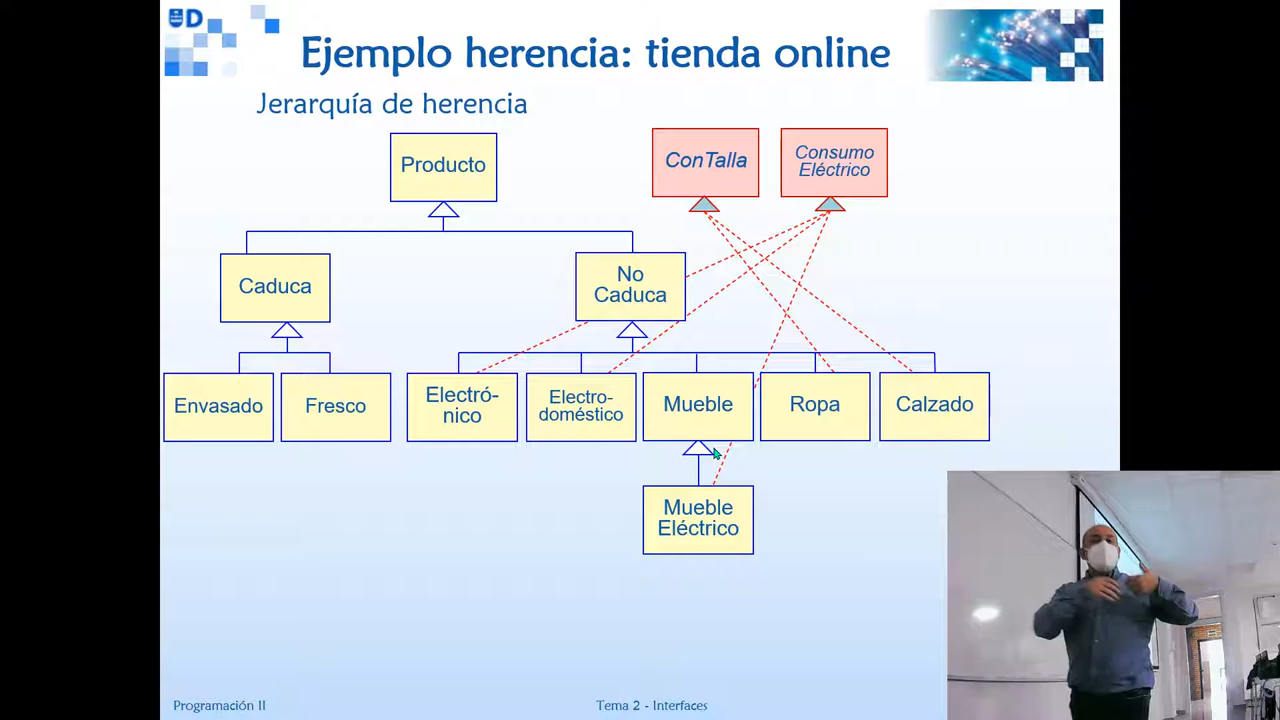 D
Ejemplo herencia: tienda online
Jerarquía de herencia
Producto
ConTalla
Consumo
Eléctrico
Caduca
No
Caduca
Envasado
Fresco
Electró-
nico
Electro-
doméstico
Mueble
Ropa
Calzado
Mueble
Eléctrico
Programación II
Tema 2 - Interfaces